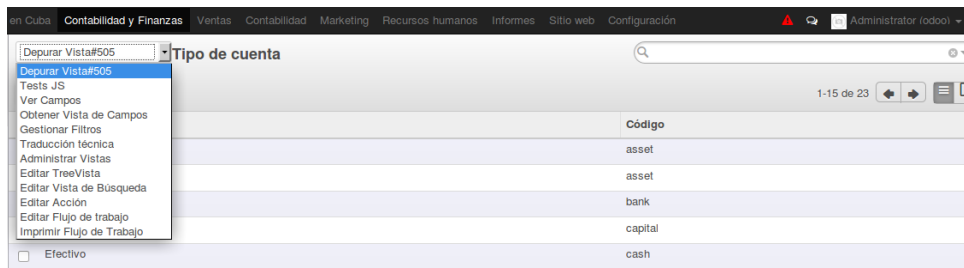 en Cuba Contabilidad y Finanzas Ventas Contabilidad Marketing Recursos humanos Informes Sitio web Configuración Administrator (odoo)
Depurar Vista#505 Tipo de cuenta
Depurar Vista#505
Tests JS
Ver Campos
1-15 de 23
Obtener Vista de Campos
Gestionar Filtros
Código
Traducción técnica
asset
Administrar Vistas
Editar TreeVista
asset
Editar Vista de Búsqueda
Editar Acción
bank
Editar Flujo de trabajo
Imprimir Flujo de Trabajo
capital
Efectivo cash